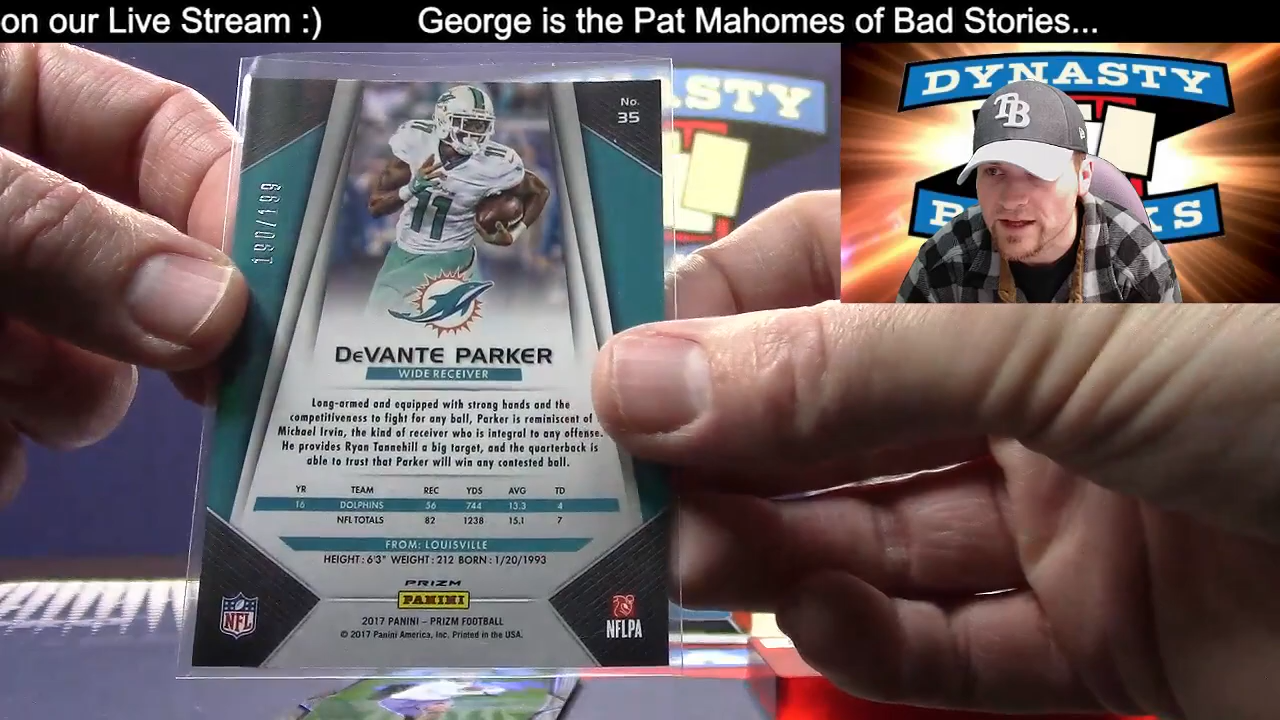 on our Live Stream :) George is the Pat Mahomes of Bad Stories...
DYNASTY
TB
ASTY
KS
No.
35
190/199
11
11
DeVANTE PARKER
WIDE RECEIVER
Long-armed and equipped with strong hands and the
competitiveness to fight for any ball, Parker is reminiscent of
Michael Irvin, the kind of receiver who is integral to any offense.
He provides Ryan Tannehill a big target, and the quarterback is
able to trust that Parker will win any contested ball.
YR TEAM REC YDS AVG TD
16 DOLPHINS 56 744 13.3 4
NFL TOTALS 82 1238 15.1 7
FROM: LOUISVILLE
HEIGHT: 6'3" WEIGHT: 212 BORN: 1/20/1993
PRIZM
PANINI
2017 PANINI – PRIZM FOOTBALL
© 2017 Panini America, Inc. Printed in the USA.
NFL
NFLPA